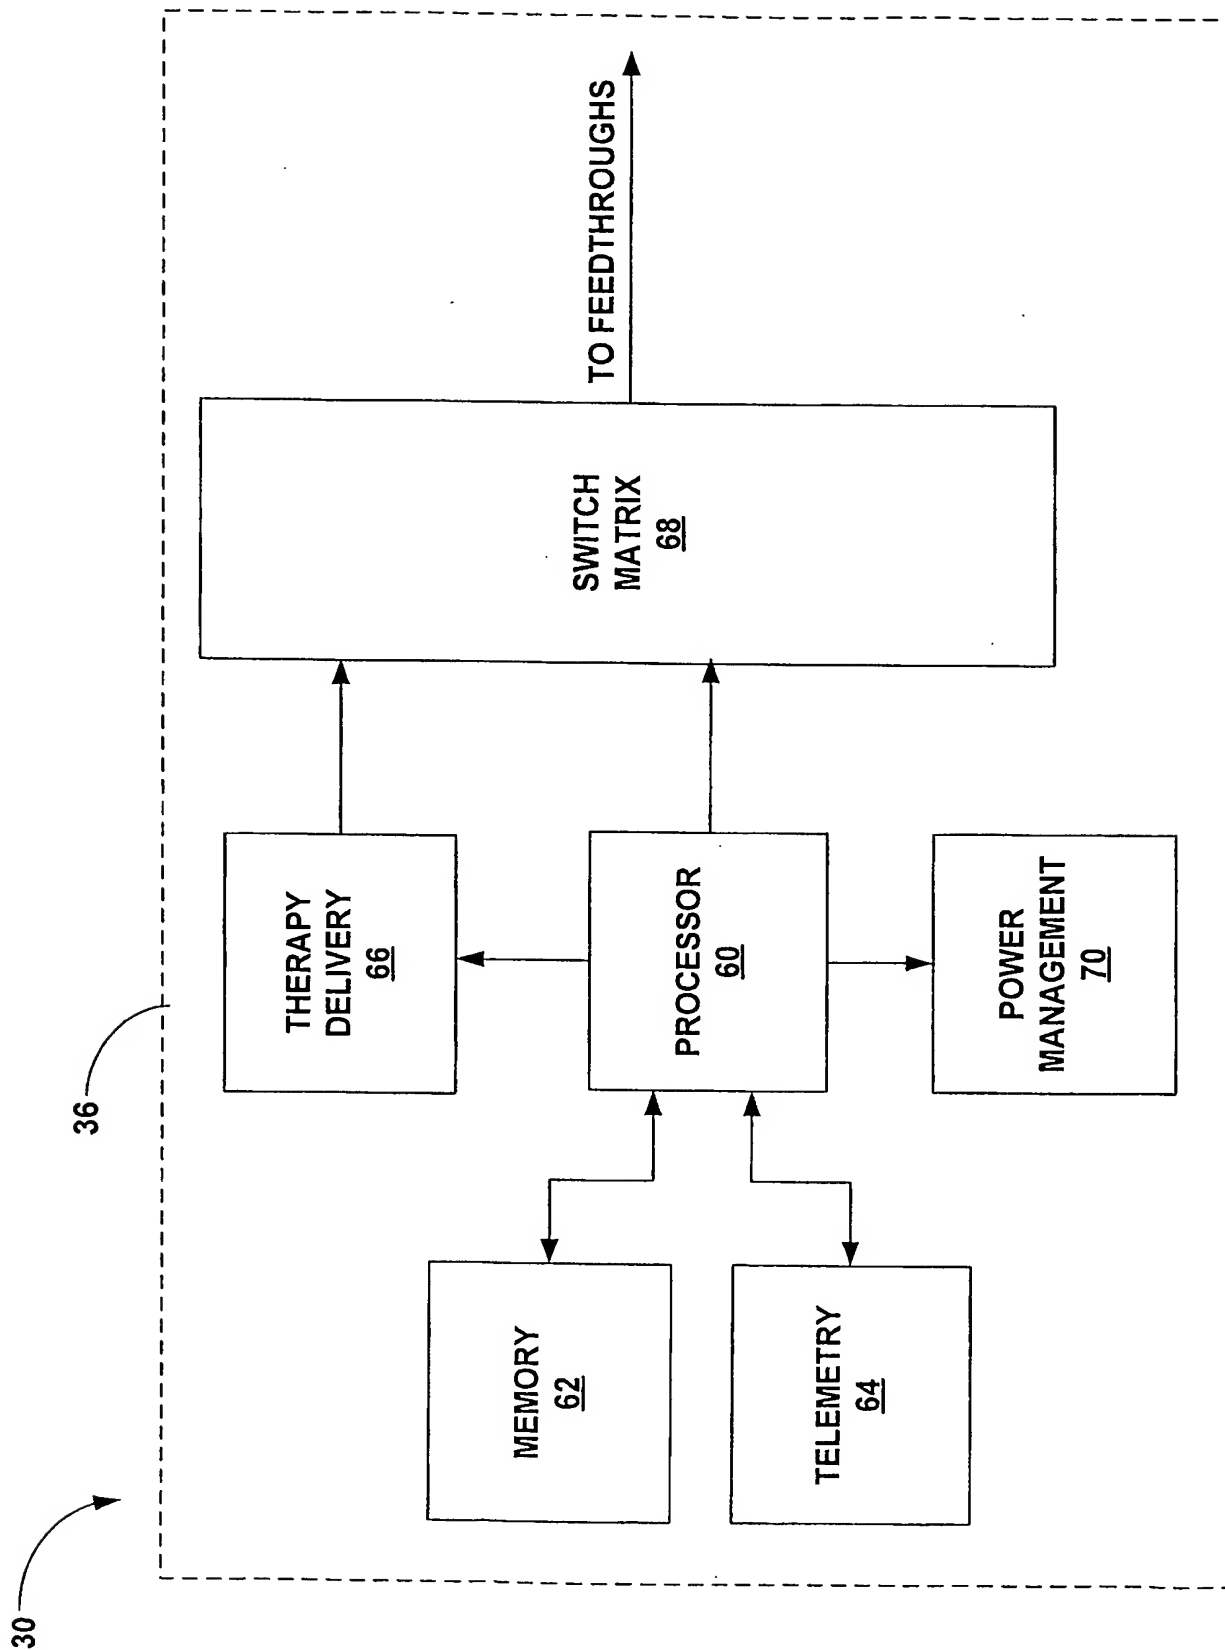 30
36
THERAPY
DELIVERY
66
TO FEEDTHROUGHS
SWITCH
MATRIX
68
MEMORY
62
PROCESSOR
60
TELEMETRY
64
POWER
MANAGEMENT
70